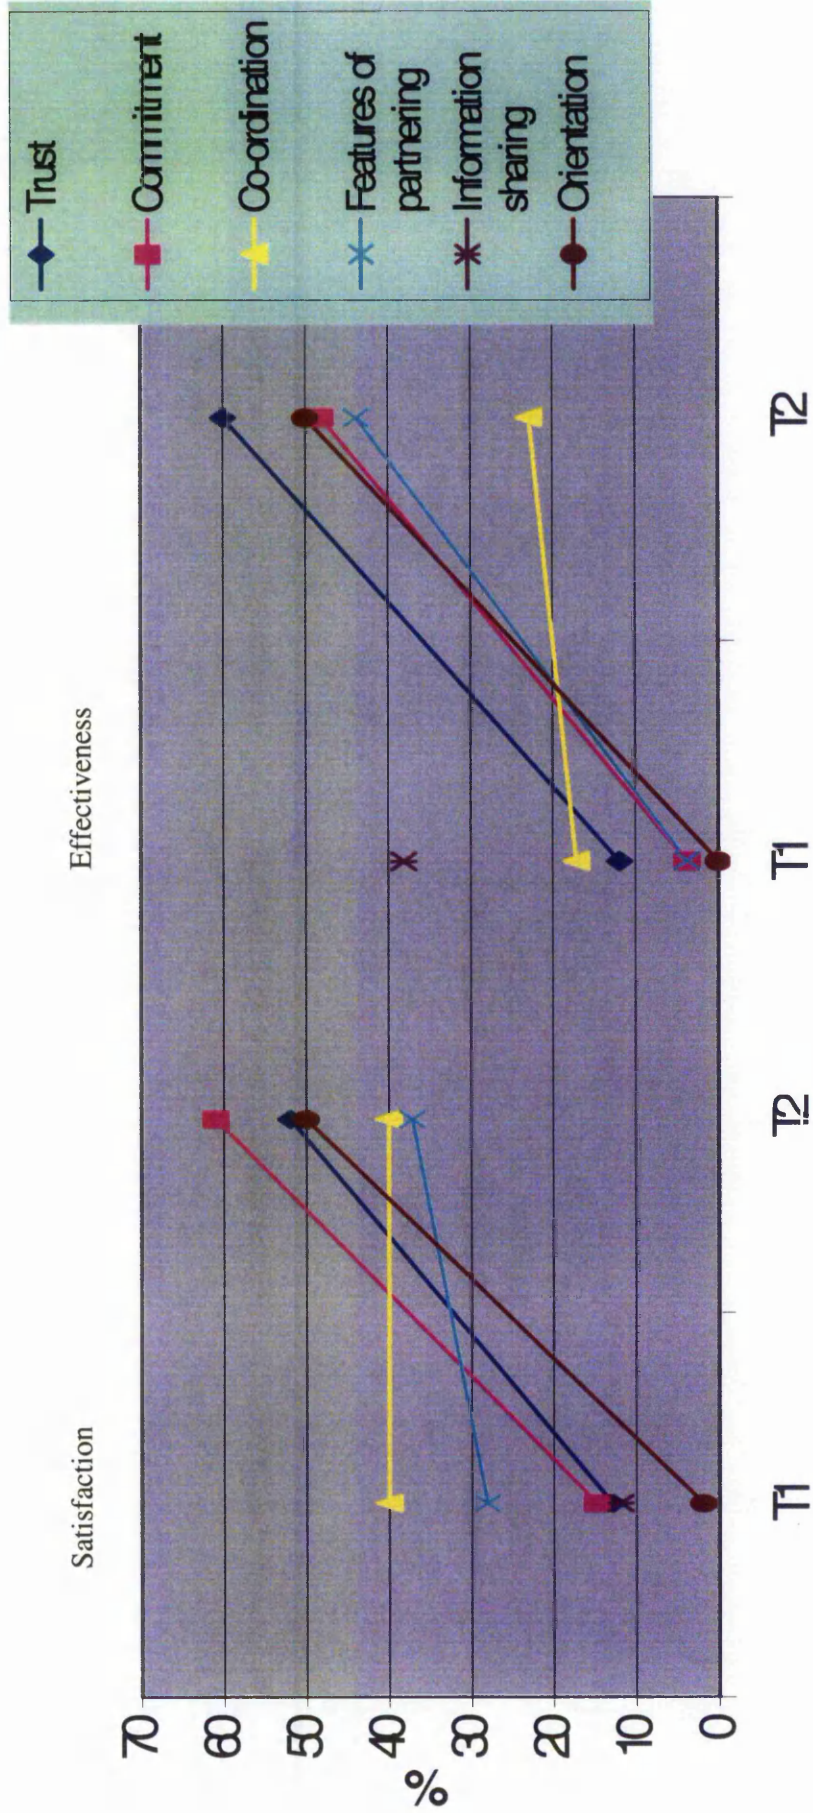 Satisfaction
Effectiveness
70
60
50
40
30
20
10
0
%
T1
T2
T1
T2
Trust
Commitment
Co-ordination
Features of
partnering
Information
sharing
Orientation